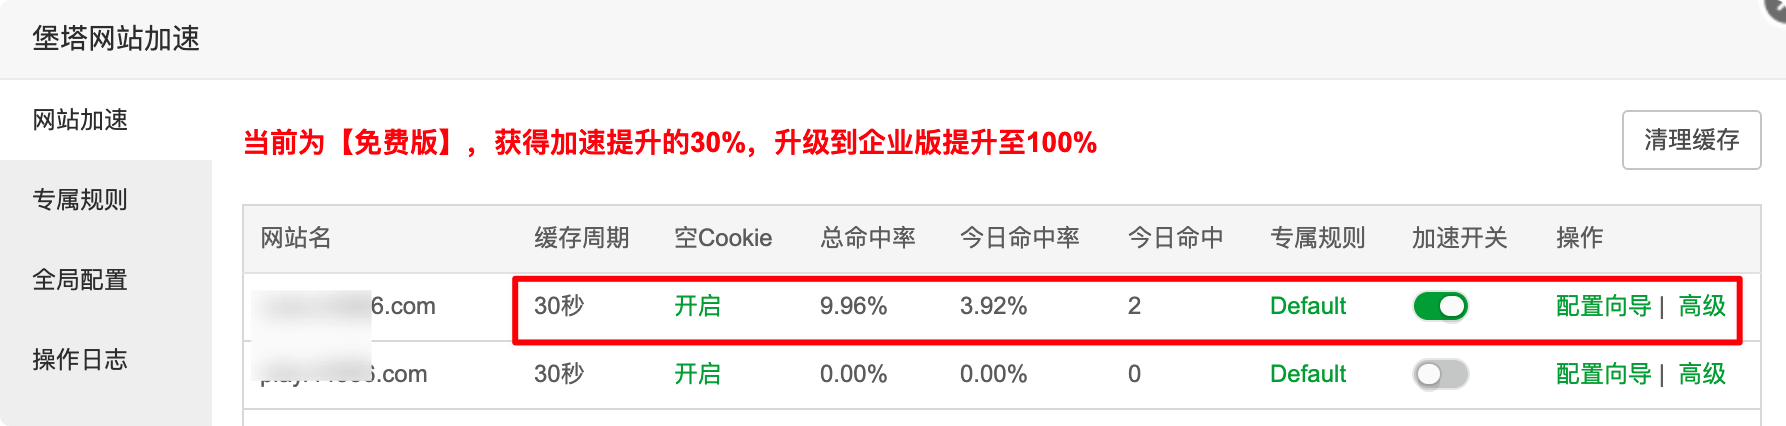 堡塔网站加速
网站加速
专属规则
全局配置
操作日志
当前为【免费版】，获得加速提升的30%，升级到企业版提升至100%
清理缓存
网站名 缓存周期 空Cookie 总命中率 今日命中率 今日命中 专属规则 加速开关 操作
6.com 30秒 开启 9.96% 3.92% 2 Default 配置向导 | 高级
.com 30秒 开启 0.00% 0.00% 0 Default 配置向导 | 高级